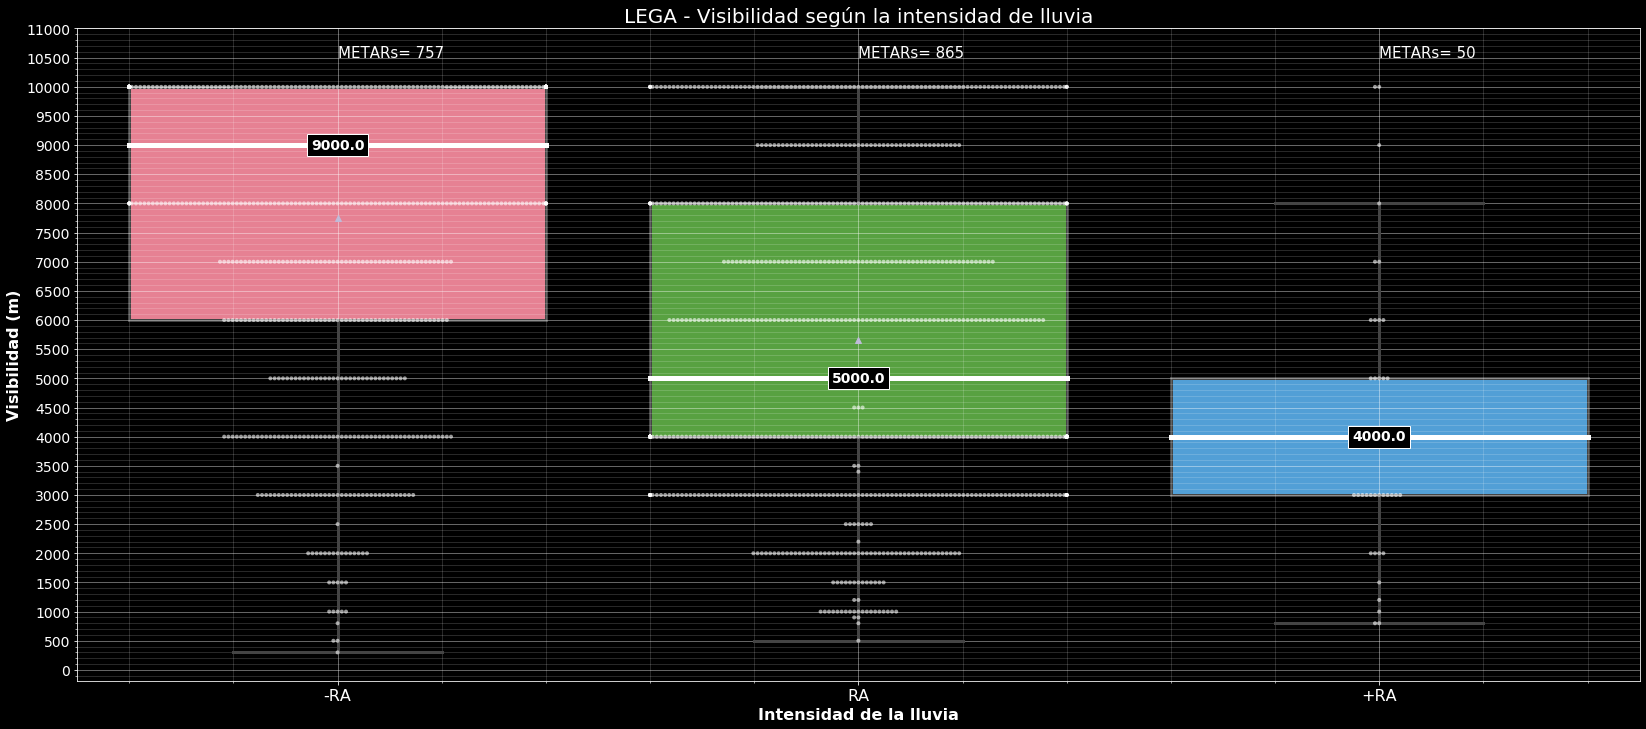 LEGA - Visibilidad según la intensidad de lluvia
METARs= 757
METARs= 865
METARs= 50
11000
10500
10000
9500
9000
8500
8000
7500
7000
6500
6000
5500
5000
4500
4000
3500
3000
2500
2000
1500
1000
500
0
Visibilidad (m)
9000.0
5000.0
4000.0
-RA
RA
+RA
Intensidad de la lluvia